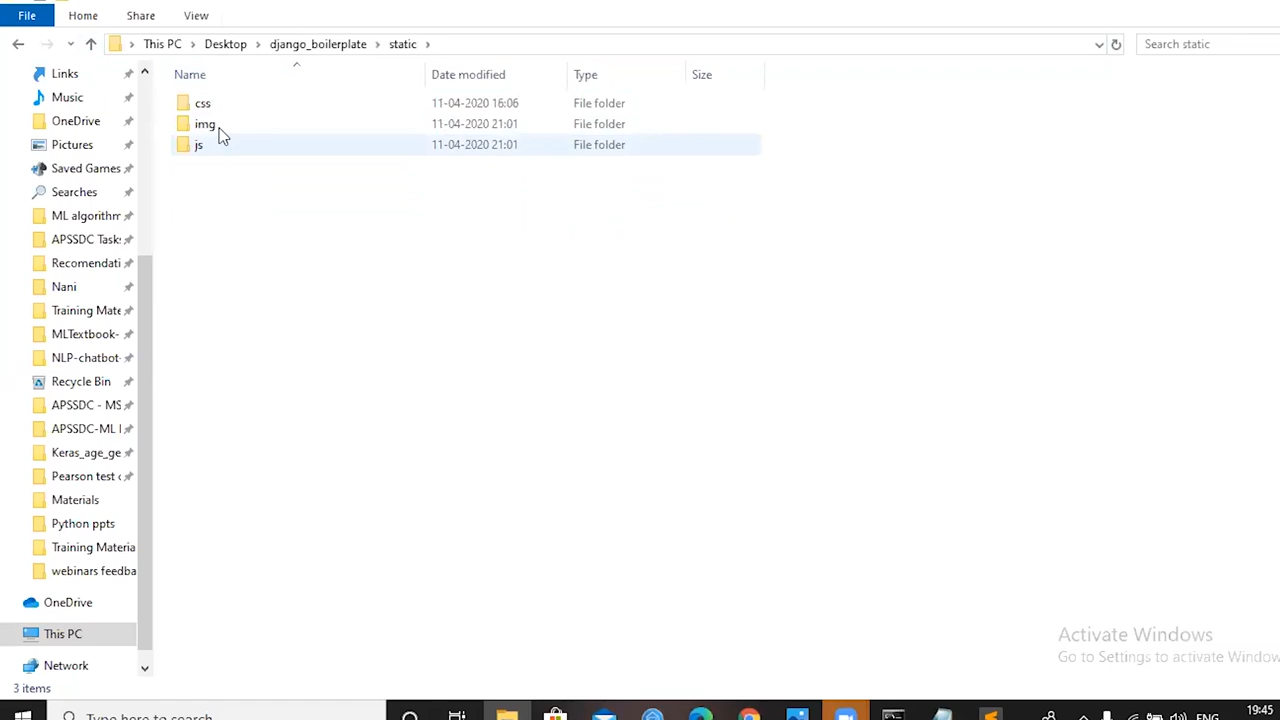 File Home Share View
This PC Desktop django_boilerplate static Search static
Links
Music
OneDrive
Pictures
Saved Games
Searches
ML algorithm
APSSDC Task:
Recomendati
Nani
Training Mate
MLTextbook-
NLP-chatbot-
Recycle Bin
APSSDC - MS
APSSDC-ML I
Keras_age_ge
Pearson test c
Materials
Python ppts
Training Materia
webinars feedba
OneDrive
This PC
Network
Name Date modified Type Size
css 11-04-2020 16:06 File folder
img 11-04-2020 21:01 File folder
js 11-04-2020 21:01 File folder
Activate Windows
Go to Settings to activate Window
3 items
Type here to search
ENG
19:45